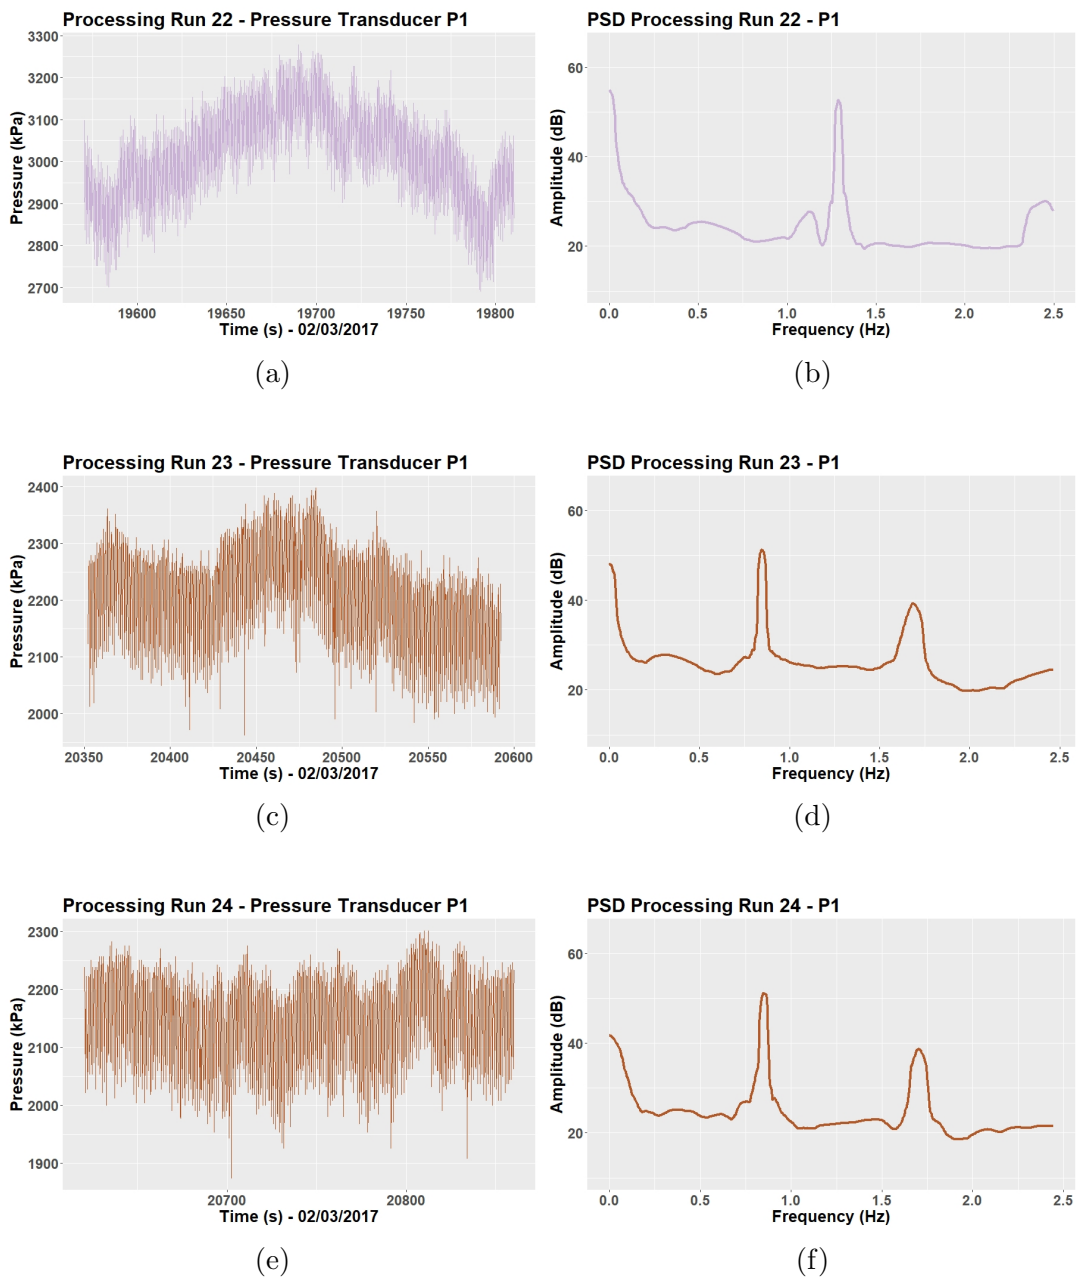 Processing Run 22 - Pressure Transducer P1
Pressure (kPa)
3300
3200
3100
3000
2900
2800
2700
19600 19650 19700 19750 19800
Time (s) - 02/03/2017
(a)
PSD Processing Run 22 - P1
Amplitude (dB)
60
40
20
0.0 0.5 1.0 1.5 2.0 2.5
Frequency (Hz)
(b)
Processing Run 23 - Pressure Transducer P1
Pressure (kPa)
2400
2300
2200
2100
2000
20350 20400 20450 20500 20550 20600
Time (s) - 02/03/2017
(c)
PSD Processing Run 23 - P1
Amplitude (dB)
60
40
20
0.0 0.5 1.0 1.5 2.0 2.5
Frequency (Hz)
(d)
Processing Run 24 - Pressure Transducer P1
Pressure (kPa)
2300
2200
2100
2000
1900
20700 20800
Time (s) - 02/03/2017
(e)
PSD Processing Run 24 - P1
Amplitude (dB)
60
40
20
0.0 0.5 1.0 1.5 2.0 2.5
Frequency (Hz)
(f)